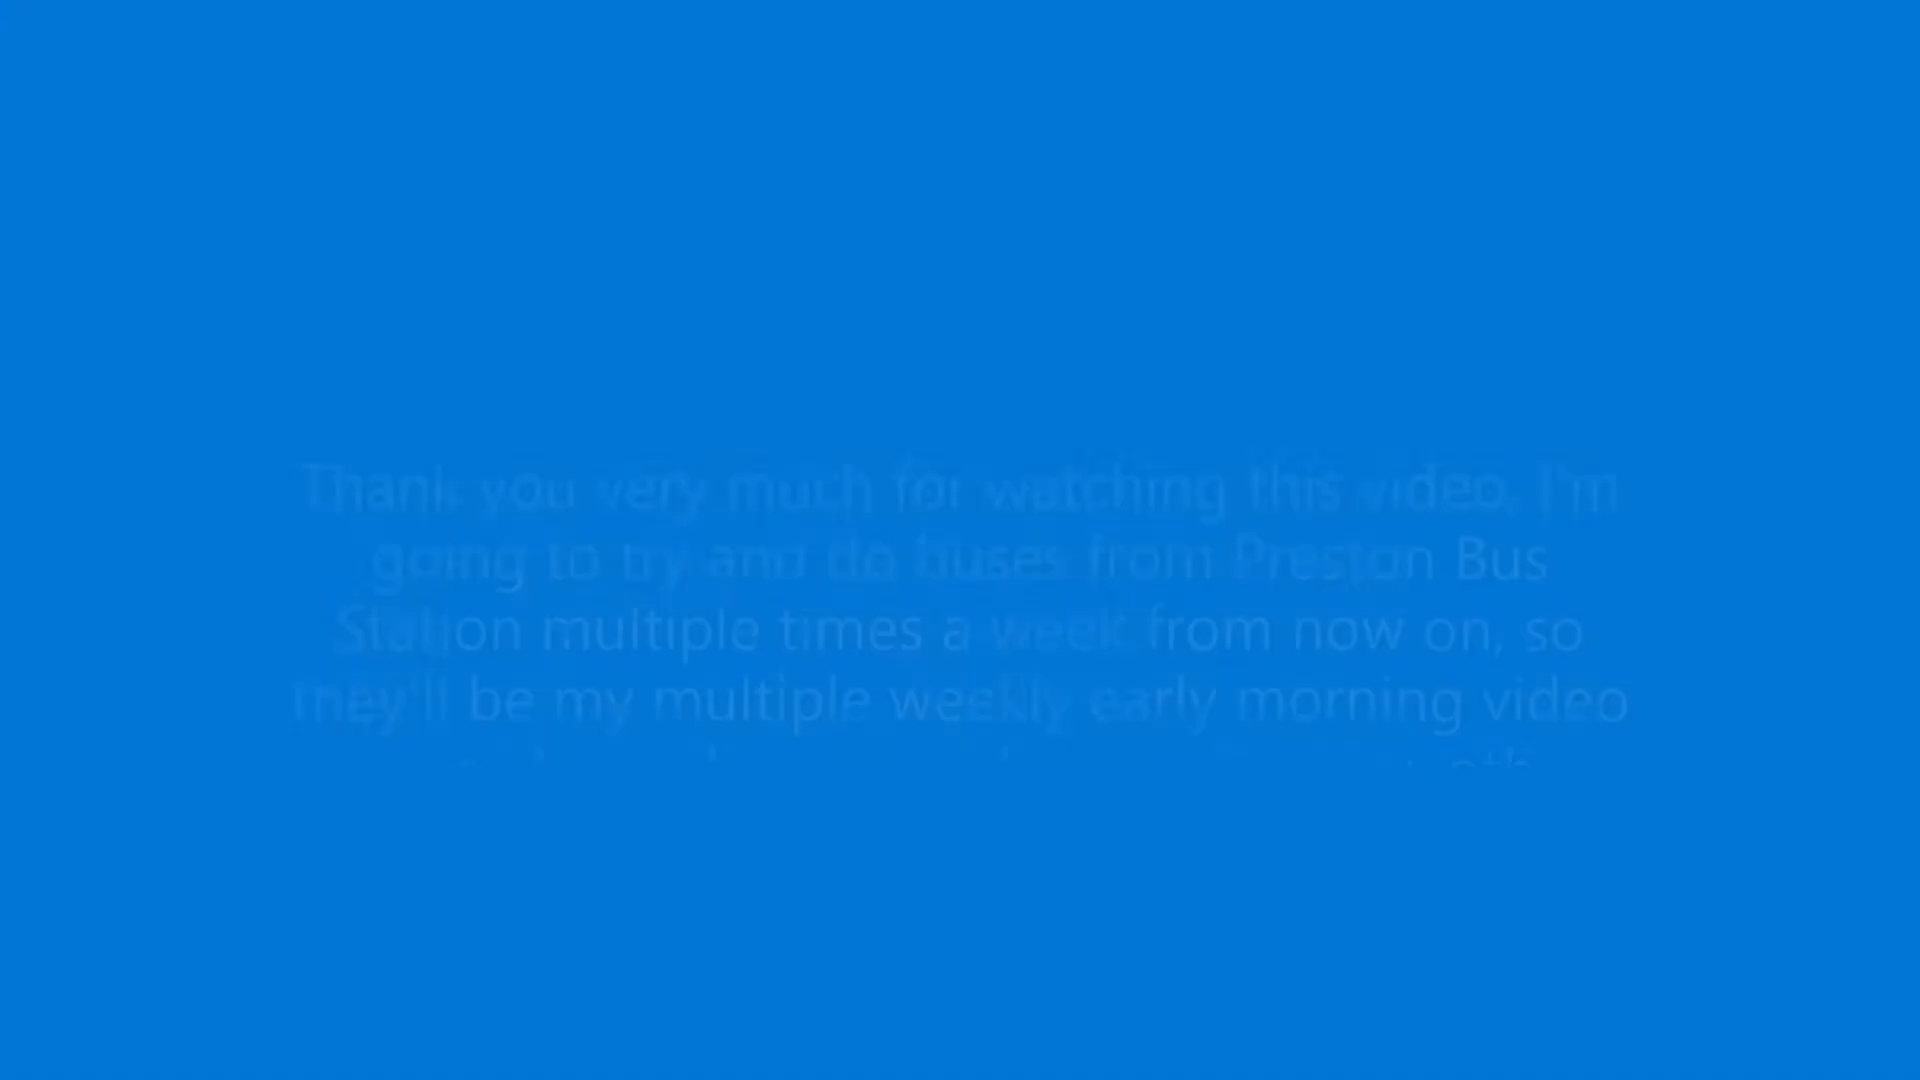 Thank you very much for watching this video, I'm
going to try and do buses from Preston Bus
Station multiple times a week from now on, so
they'll be my multiple weekly early morning video